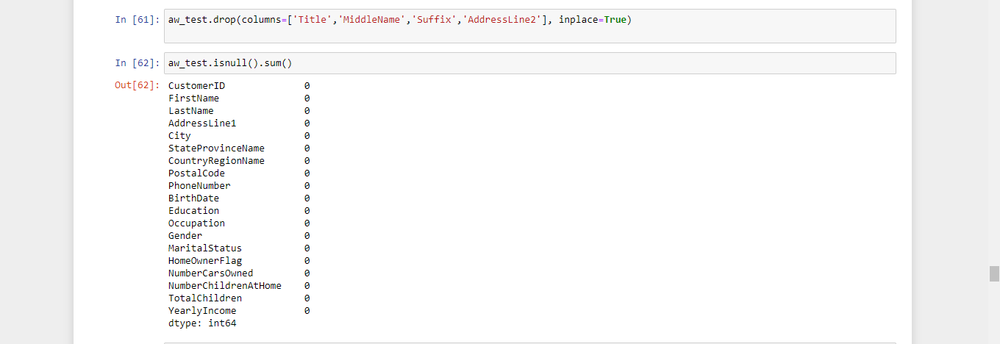 In [61]: aw_test.drop(columns=['Title','MiddleName','Suffix','AddressLine2'], inplace=True)
In [62]: aw_test.isnull().sum()
Out[62]: CustomerID 0
FirstName 0
LastName 0
AddressLine1 0
City 0
StateProvinceName 0
CountryRegionName 0
PostalCode 0
PhoneNumber 0
BirthDate 0
Education 0
Occupation 0
Gender 0
MaritalStatus 0
HomeOwnerFlag 0
NumberCarsOwned 0
NumberChildrenAtHome 0
TotalChildren 0
YearlyIncome 0
dtype: int64